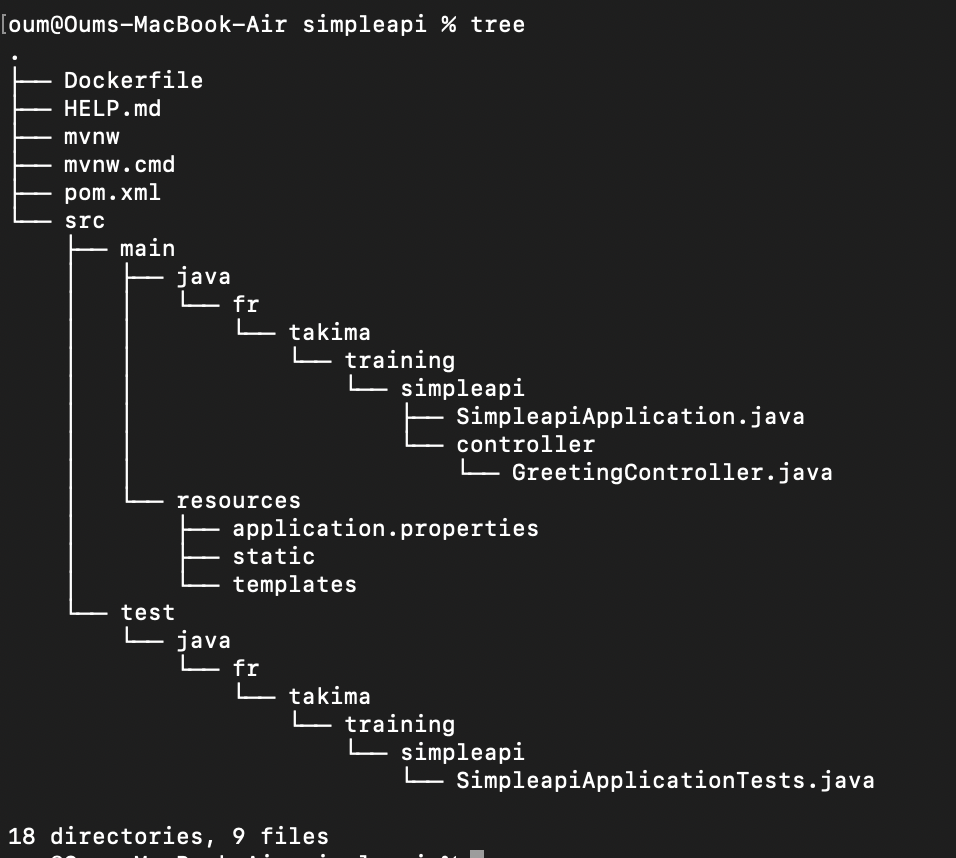 [oum@Oums-MacBook-Air simpleapi % tree
.
├── Dockerfile
├── HELP.md
├── mvnw
├── mvnw.cmd
├── pom.xml
└── src
    ├── main
    │   ├── java
    │   │   └── fr
    │   │       └── takima
    │   │           └── training
    │   │               └── simpleapi
    │   │                   ├── SimpleapiApplication.java
    │   │                   └── controller
    │   │                       └── GreetingController.java
    │   └── resources
    │       ├── application.properties
    │       ├── static
    │       └── templates
    └── test
        └── java
            └── fr
                └── takima
                    └── training
                        └── simpleapi
                            └── SimpleapiApplicationTests.java

18 directories, 9 files